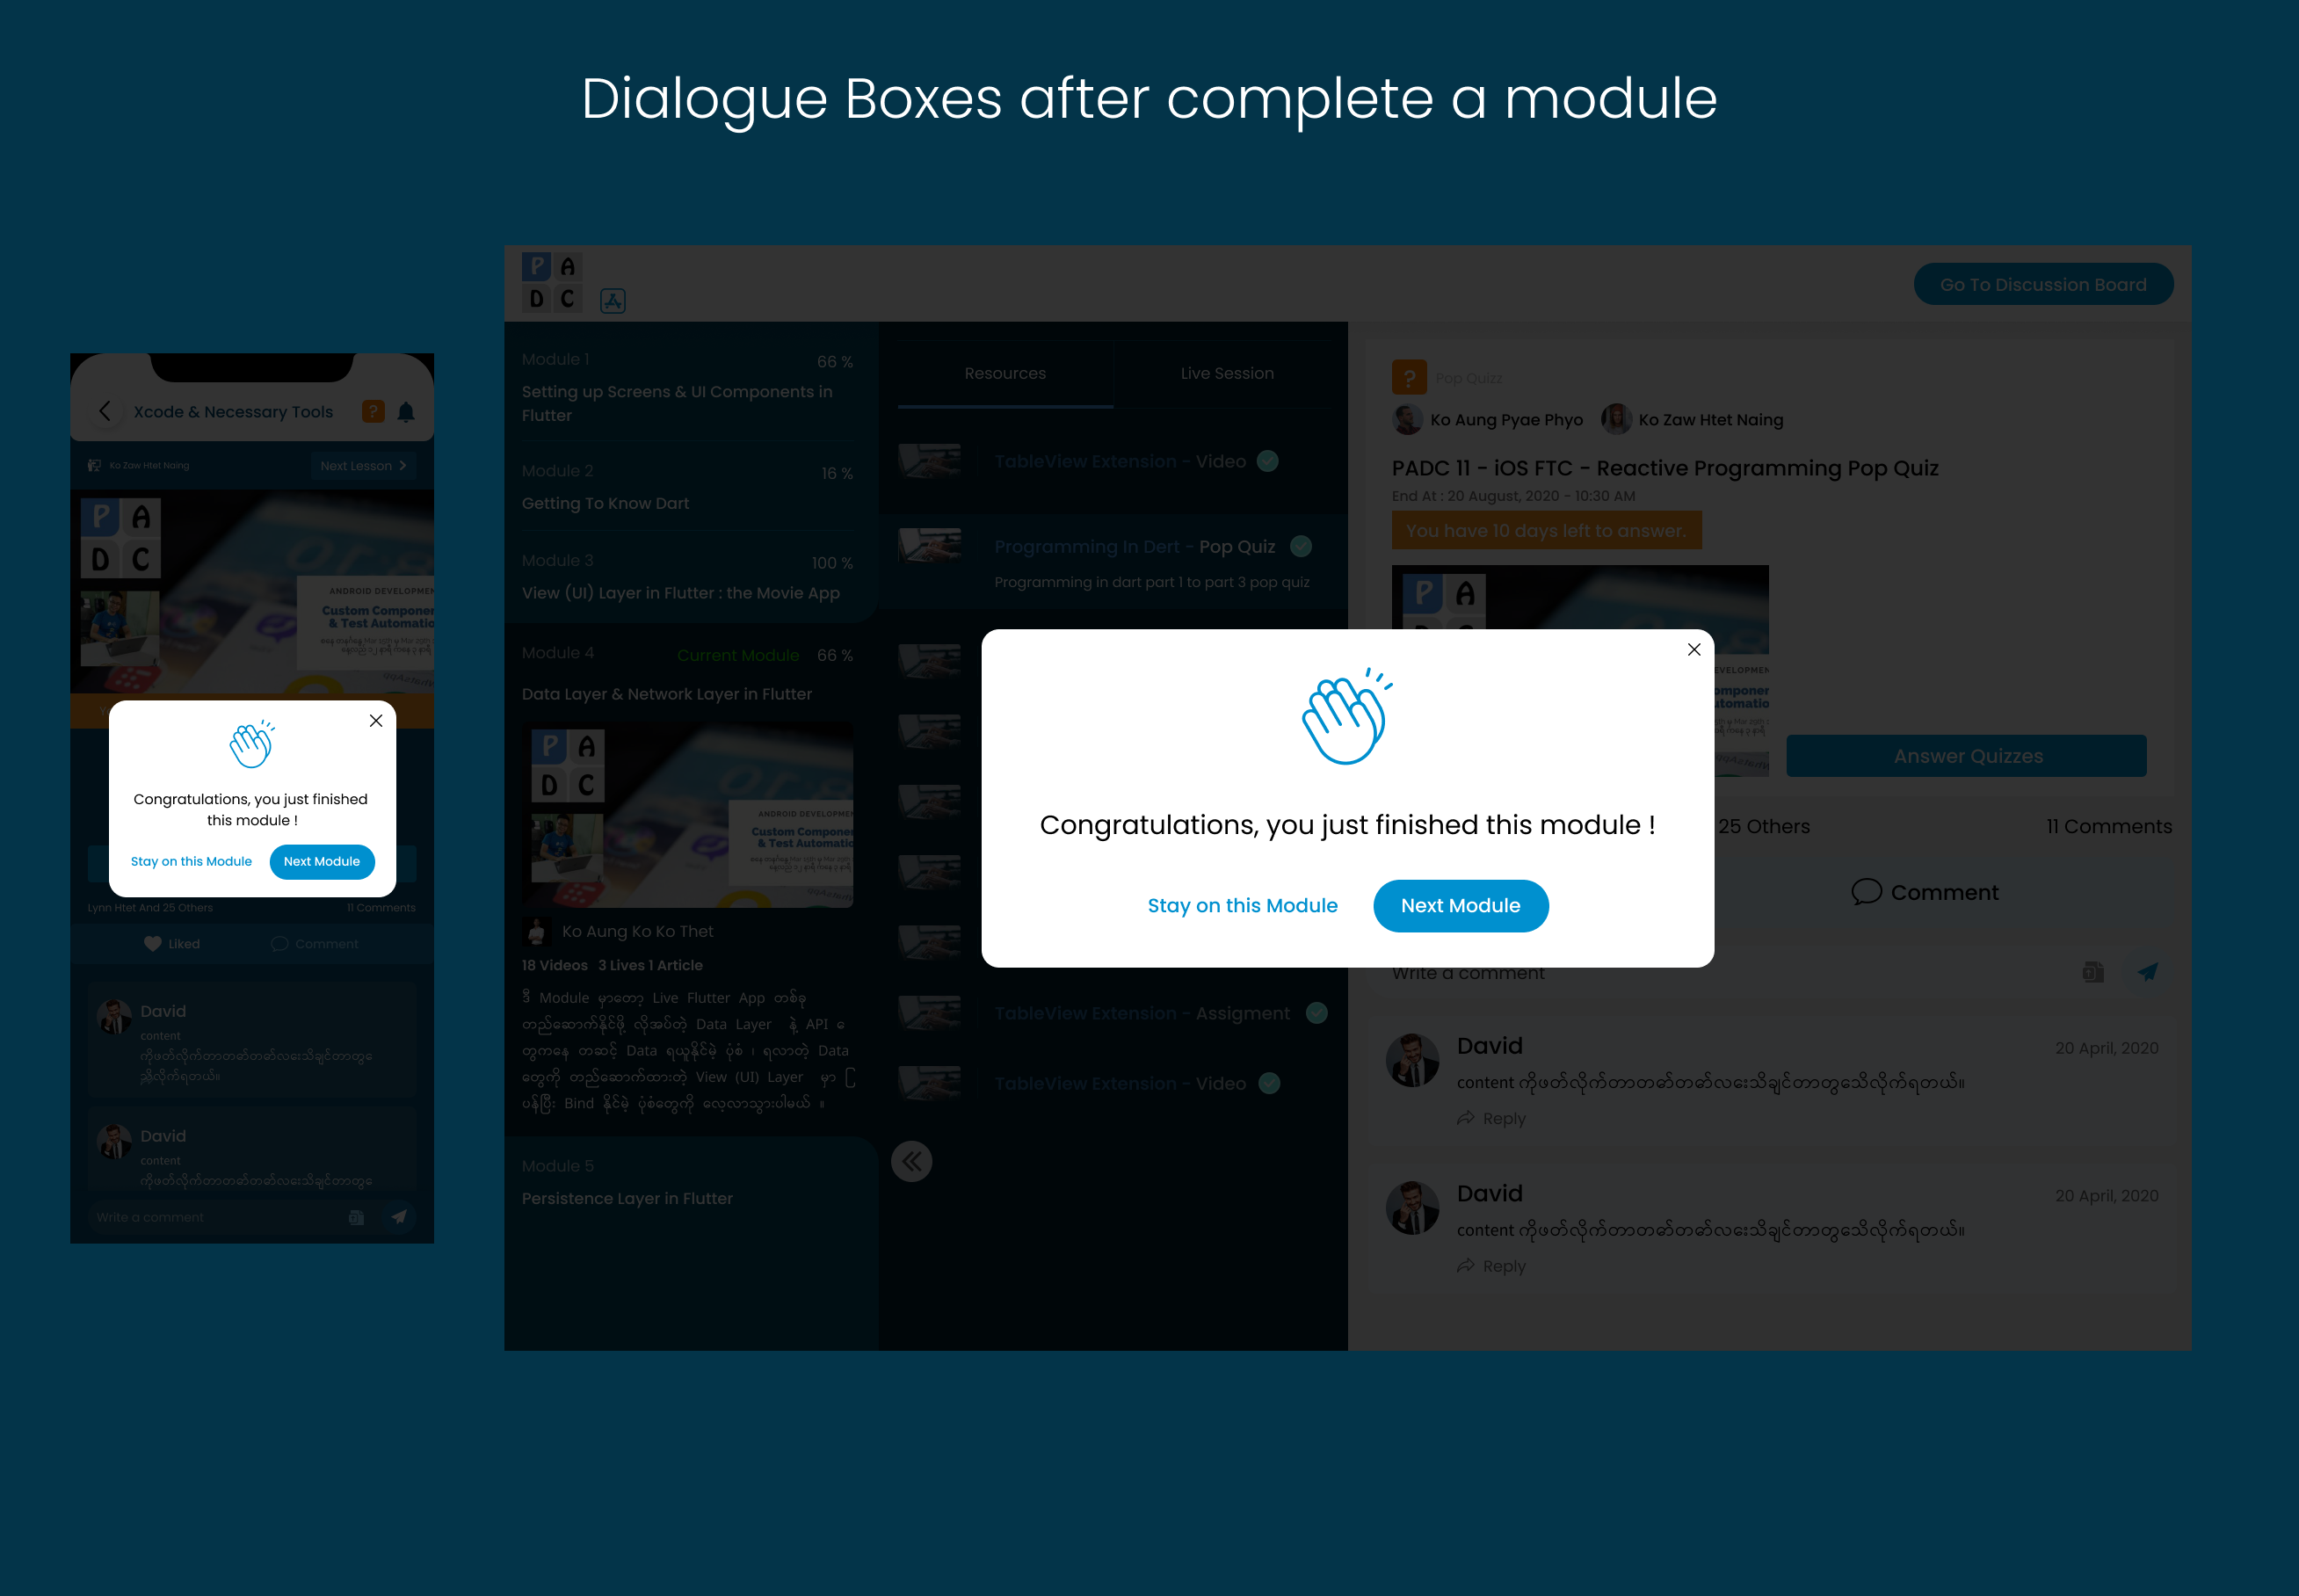 Dialogue Boxes after complete a module
Xcode & Necessary Tools
?
Ko Zaw Htet Naing
Next Lesson
P A
D C
ANDROID DEVELOPMEN
Custom Componen
& Test Automatio
Congratulations, you just finished
this module !
Stay on this Module
Next Module
Lynn Htet And 25 Others
11 Comments
Liked
Comment
David
content
ကိုဖတ်လိုက်တာတော်တော်လေးသိချင်တာတွေ
သိလိုက်ရတယ်။
David
content
ကိုဖတ်လိုက်တာတော်တော်လေးသိချင်တာတွေ
Write a comment
P A
D C
Go To Discussion Board
Module 1
66 %
Setting up Screens & UI Components in
Flutter
Module 2
16 %
Getting To Know Dart
Module 3
100 %
View (UI) Layer in Flutter : the Movie App
Module 4
Current Module
66 %
Data Layer & Network Layer in Flutter
P A
D C
ANDROID DEVELOPMEN
Custom Componen
& Test Automatio
Ko Aung Ko Ko Thet
18 Videos 3 Lives 1 Article
ဒီ Module မှာတော့ Live Flutter App တစ်ခု
တည်ဆောက်နိုင်ဖို့ လိုအပ်တဲ့ Data Layer နဲ့ API ေ
တွကနေ တဆင့် Data ရယူနိုင်မဲ့ ပုံစံ ၊ ရလာတဲ့ Data
တွေကို တည်ဆောက်ထားတဲ့ View (UI) Layer မှာ ြ
ပန်ပြီး Bind နိုင်မဲ့ ပုံစံတွေကို လေ့လာသွားပါမယ် ။
Module 5
Persistence Layer in Flutter
Resources
Live Session
TableView Extension - Video
Programming In Dert - Pop Quiz
Programming in dart part 1 to part 3 pop quiz
TableView Extension - Assigment
TableView Extension - Video
?
Pop Quizz
Ko Aung Pyae Phyo
Ko Zaw Htet Naing
PADC 11 - iOS FTC - Reactive Programming Pop Quiz
End At : 20 August, 2020 - 10:30 AM
You have 10 days left to answer.
P A
Answer Quizzes
Congratulations, you just finished this module !
Stay on this Module
Next Module
25 Others
11 Comments
Comment
Write a comment
David
20 April, 2020
content ကိုဖတ်လိုက်တာတော်တော်လေးသိချင်တာတွေသိလိုက်ရတယ်။
Reply
David
20 April, 2020
content ကိုဖတ်လိုက်တာတော်တော်လေးသိချင်တာတွေသိလိုက်ရတယ်။
Reply